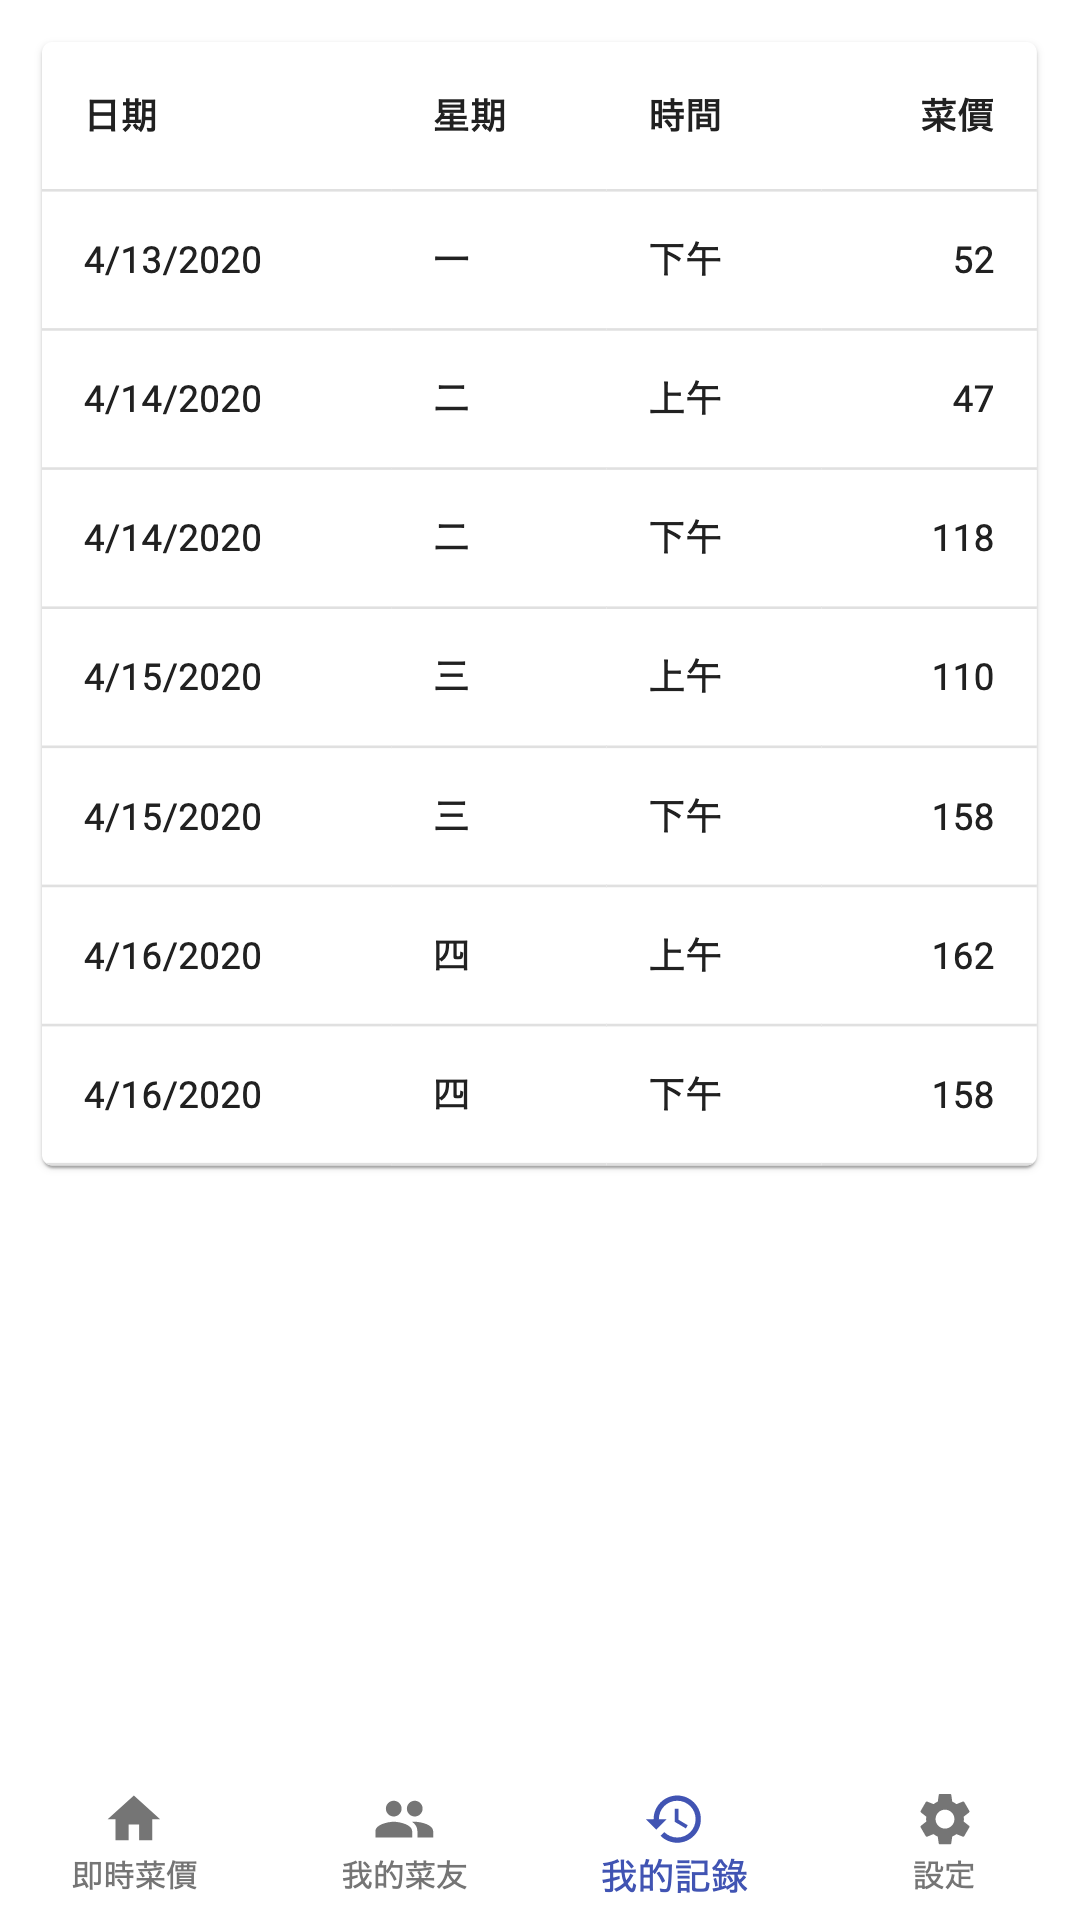 日期 星期 時間 菜價
4/13/2020 一 下午 52
4/14/2020 二 上午 47
4/14/2020 二 下午 118
4/15/2020 三 上午 110
4/15/2020 三 下午 158
4/16/2020 四 上午 162
4/16/2020 四 下午 158
即時菜價 我的菜友 我的記錄 設定